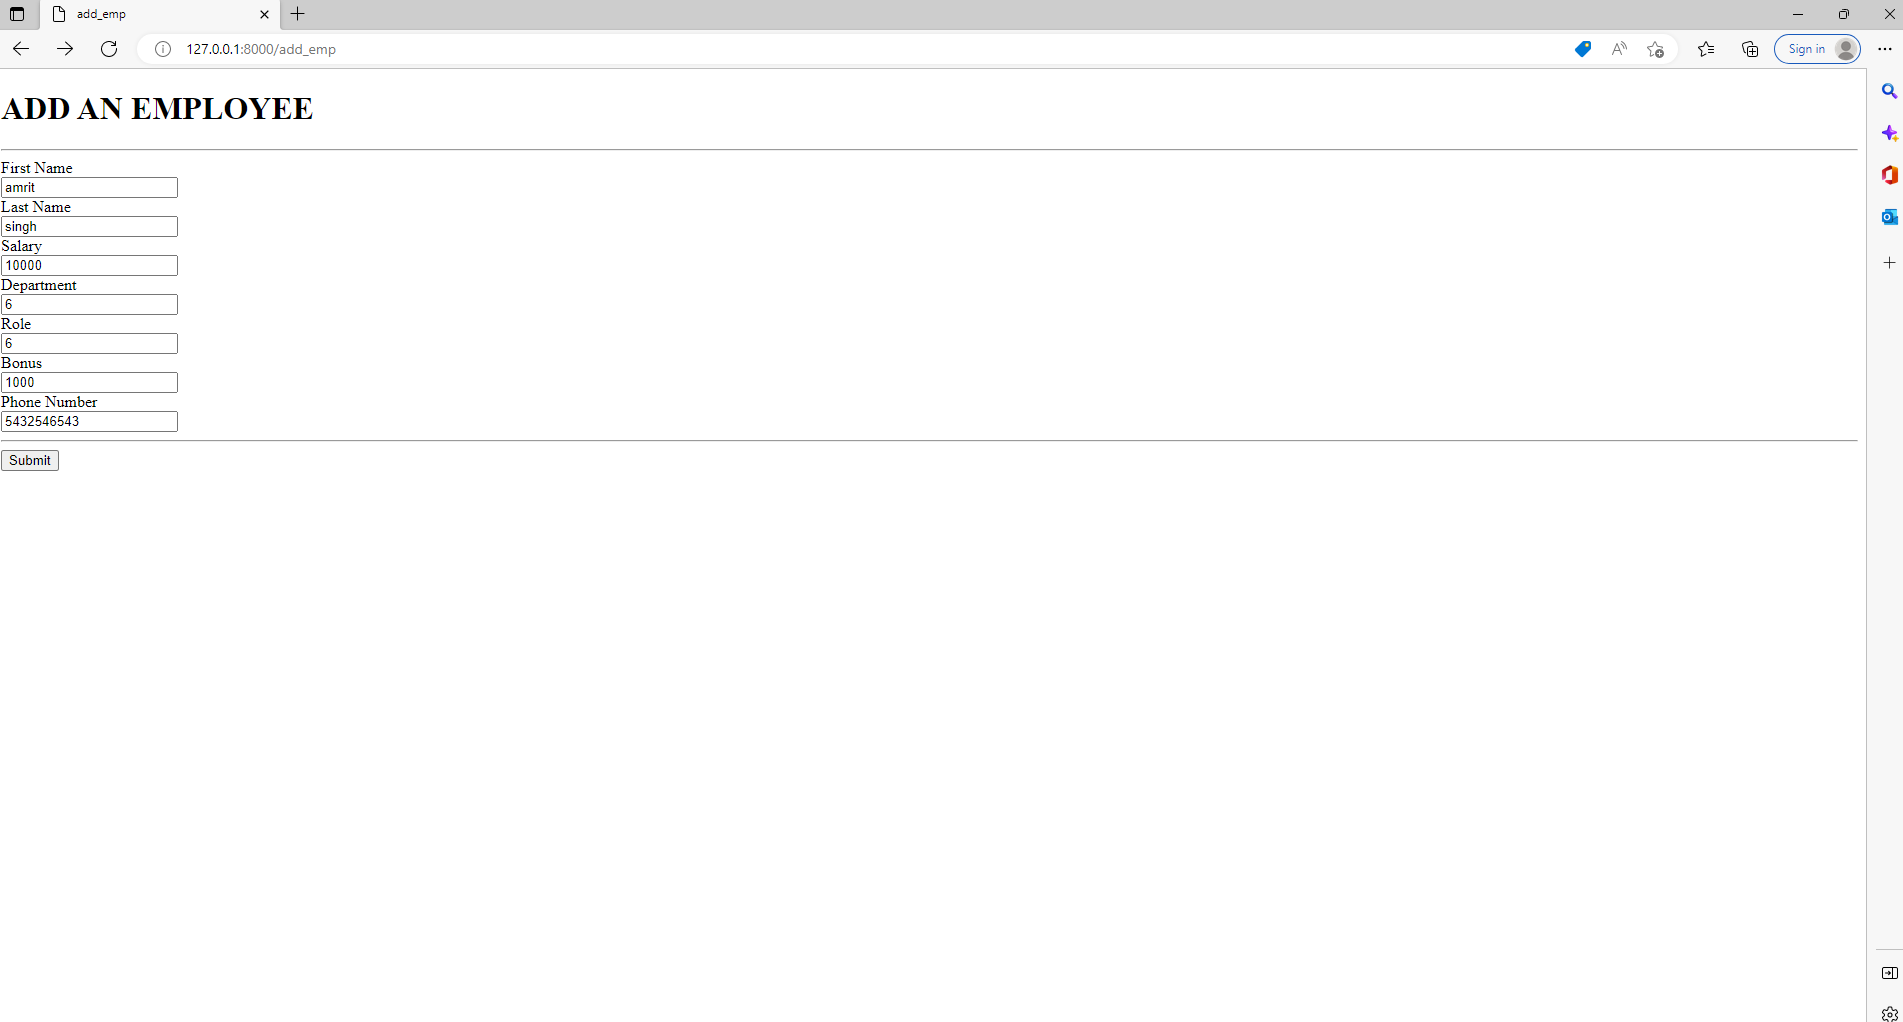 add_emp
127.0.0.1:8000/add_emp
Sign in
ADD AN EMPLOYEE
First Name
amrit
Last Name
singh
Salary
10000
Department
6
Role
6
Bonus
1000
Phone Number
5432546543
Submit